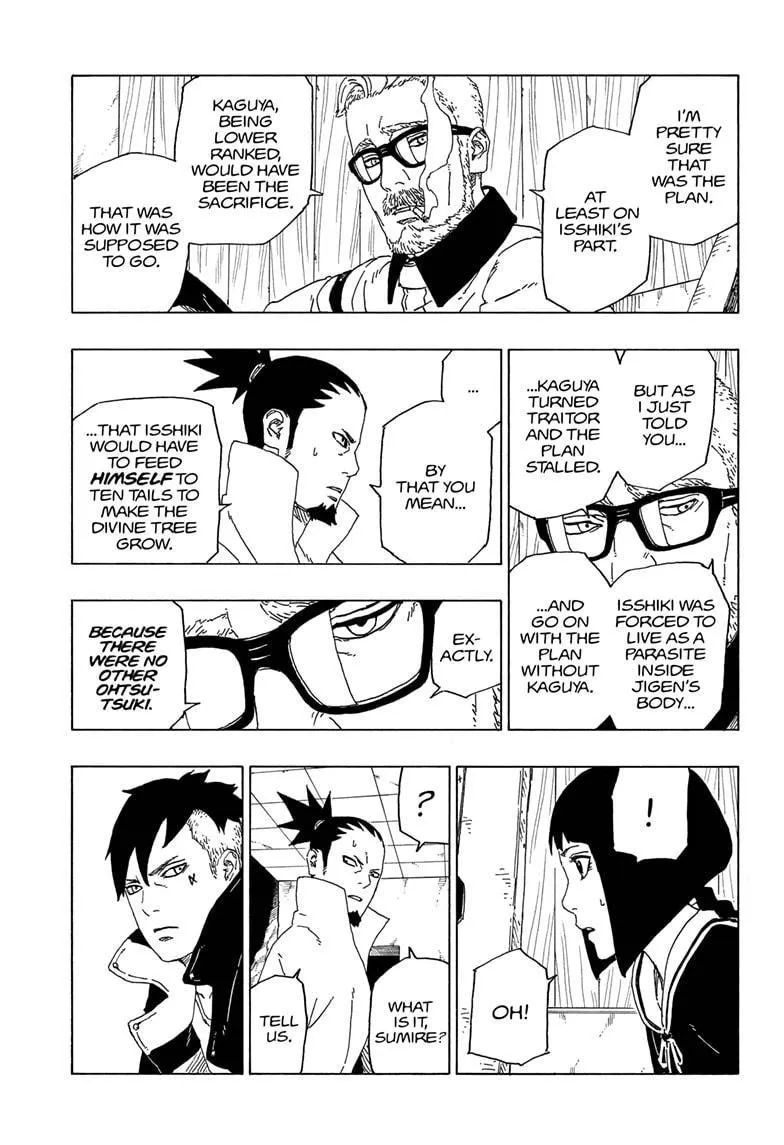 I'M
PRETTY
SURE
THAT
WAS THE
PLAN.
AT
LEAST ON
ISSHIKI'S
PART.
KAGUYA,
BEING
LOWER
RANKED,
WOULD HAVE
BEEN THE
SACRIFICE.
THAT WAS
HOW IT WAS
SUPPOSED
TO GO.
BUT AS
I JUST
TOLD
YOU...
...KAGUYA
TURNED
TRAITOR
AND THE
PLAN
STALLED.
ISSHIKI WAS
FORCED TO
LIVE AS A
PARASITE
INSIDE
JIGEN'S
BODY...
...AND
GO ON
WITH THE
PLAN
WITHOUT
KAGUYA.
...
BY
THAT YOU
MEAN...
...THAT ISSHIKI
WOULD HAVE
TO FEED
HIMSELF TO
TEN TAILS TO
MAKE THE
DIVINE TREE
GROW.
EX-
ACTLY.
BECAUSE
THERE
WERE NO
OTHER
OHTSU-
TSUKI.
!
OH!
?
WHAT
IS IT,
SUMIRE?
TELL
US.
K